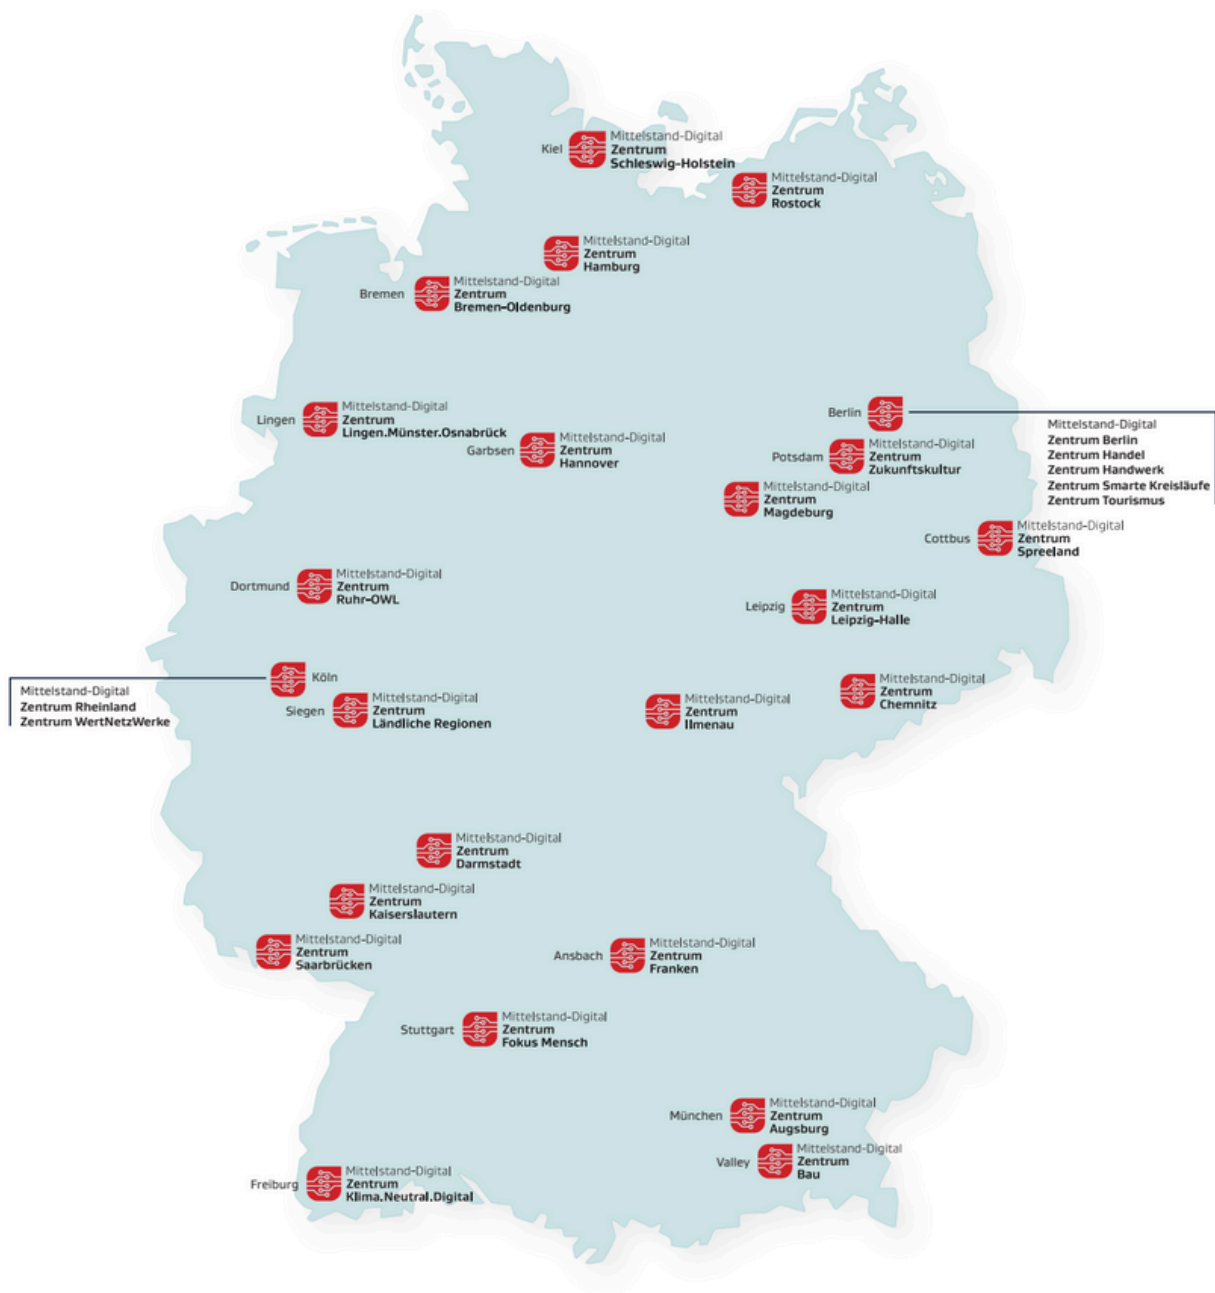 Kiel
Mittelstand-Digital
Zentrum
Schleswig-Holstein
Mittelstand-Digital
Zentrum
Rostock
Mittelstand-Digital
Zentrum
Hamburg
Bremen
Mittelstand-Digital
Zentrum
Bremen-Oldenburg
Lingen
Mittelstand-Digital
Zentrum
Lingen.Münster.Osnabrück
Garbsen
Mittelstand-Digital
Zentrum
Hannover
Berlin
Mittelstand-Digital
Zentrum Berlin
Zentrum Handel
Zentrum Handwerk
Zentrum Smarte Kreisläufe
Zentrum Tourismus
Potsdam
Mittelstand-Digital
Zentrum
Zukunftskultur
Mittelstand-Digital
Zentrum
Magdeburg
Cottbus
Mittelstand-Digital
Zentrum
Spreeland
Dortmund
Mittelstand-Digital
Zentrum
Ruhr-OWL
Leipzig
Mittelstand-Digital
Zentrum
Leipzig-Halle
Köln
Mittelstand-Digital
Zentrum Rheinland
Zentrum WertNetzWerke
Siegen
Mittelstand-Digital
Zentrum
Ländliche Regionen
Mittelstand-Digital
Zentrum
Ilmenau
Mittelstand-Digital
Zentrum
Chemnitz
Mittelstand-Digital
Zentrum
Darmstadt
Mittelstand-Digital
Zentrum
Kaiserslautern
Mittelstand-Digital
Zentrum
Saarbrücken
Ansbach
Mittelstand-Digital
Zentrum
Franken
Stuttgart
Mittelstand-Digital
Zentrum
Fokus Mensch
München
Mittelstand-Digital
Zentrum
Augsburg
Valley
Mittelstand-Digital
Zentrum
Bau
Freiburg
Mittelstand-Digital
Zentrum
Klima.Neutral.Digital